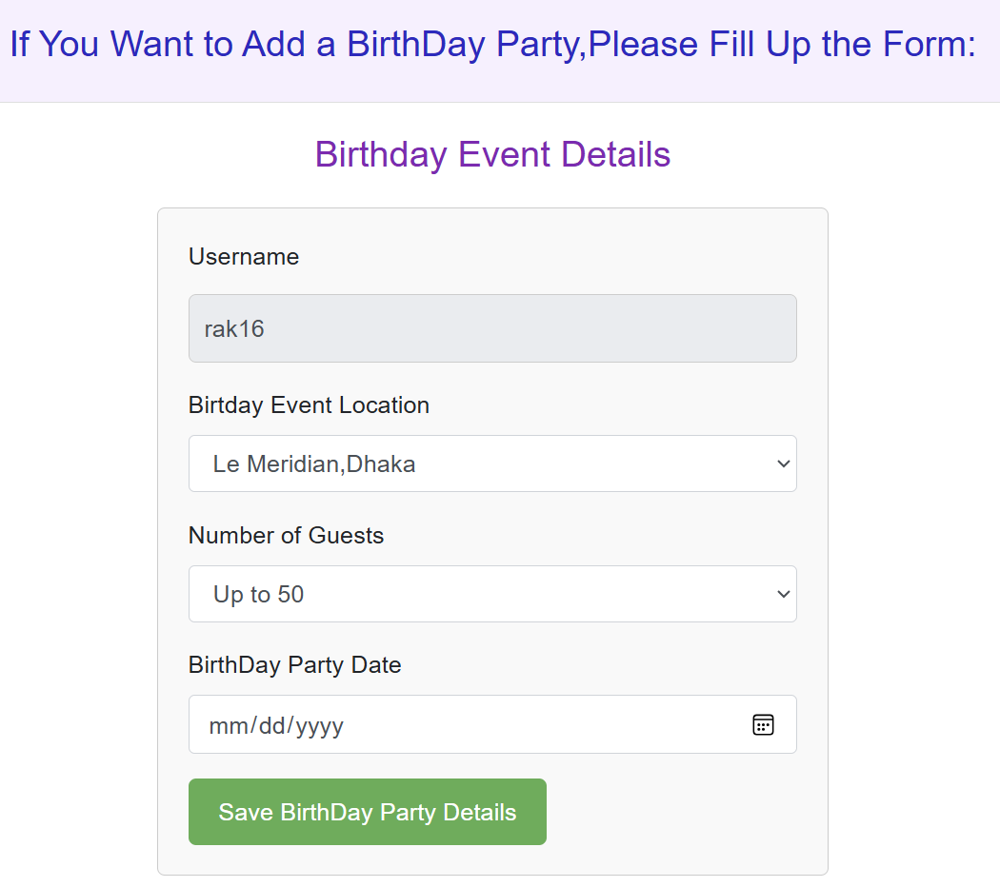 If You Want to Add a BirthDay Party,Please Fill Up the Form:
Birthday Event Details
Username
rak16
Birtday Event Location
Le Meridian,Dhaka
Number of Guests
Up to 50
BirthDay Party Date
mm/dd/yyyy
Save BirthDay Party Details